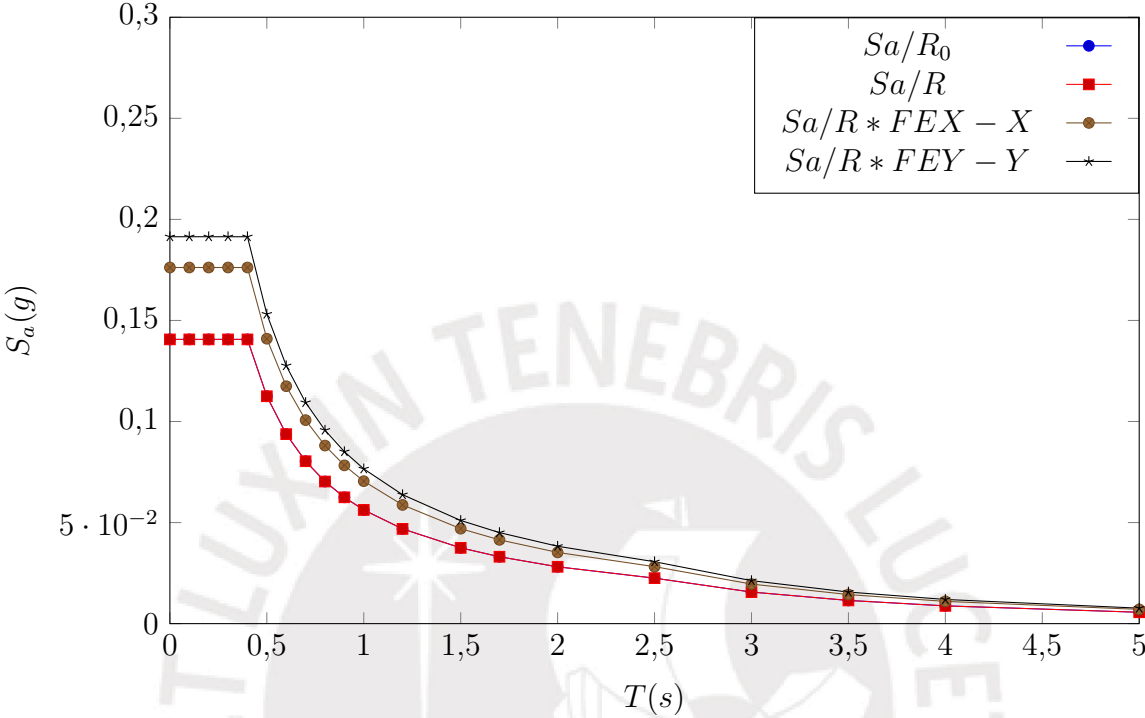 0,3
0,25
0,2
0,15
0,1
5 · 10⁻²
0
S_a(g)
Sa/R₀
Sa/R
Sa/R ∗ FEX − X
Sa/R ∗ FEY − Y
ET LUX IN TENEBRIS LUCET
0 0,5 1 1,5 2 2,5 3 3,5 4 4,5 5
T(s)